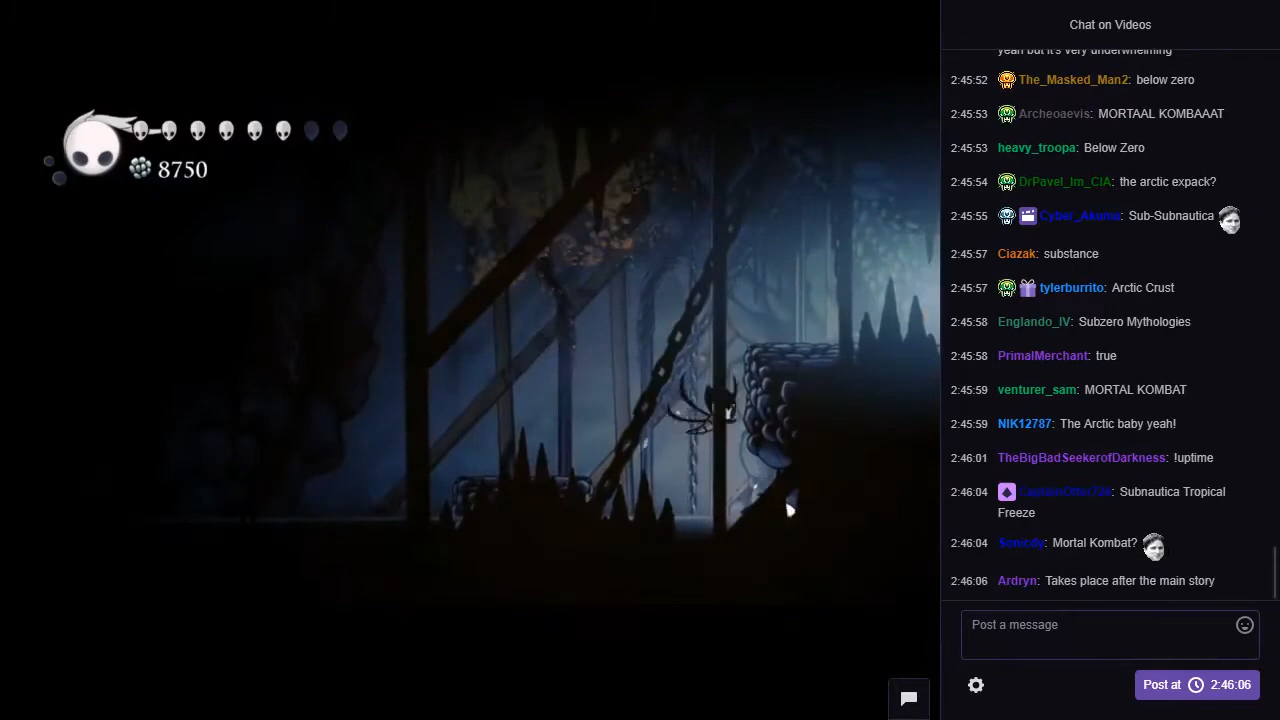 Chat on Videos
yeah but it's very underwhelming
2:45:52 The_Masked_Man2: below zero
2:45:53 Archeoaevis: MORTAAL KOMBAAAT
2:45:53 heavy_troopa: Below Zero
2:45:54 DrPavel_Im_CIA: the arctic expack?
2:45:55 Cyber_Akuma: Sub-Subnautica
2:45:57 Ciazak: substance
2:45:57 tylerburrito: Arctic Crust
2:45:58 Englando_IV: Subzero Mythologies
2:45:58 PrimalMerchant: true
2:45:59 venturer_sam: MORTAL KOMBAT
2:45:59 NIK12787: The Arctic baby yeah!
2:46:01 TheBigBadSeekerofDarkness: !uptime
2:46:04 : Subnautica Tropical
Freeze
2:46:04 : Mortal Kombat?
2:46:06 Ardryn: Takes place after the main story
Post a message
Post at 2:46:06
8750